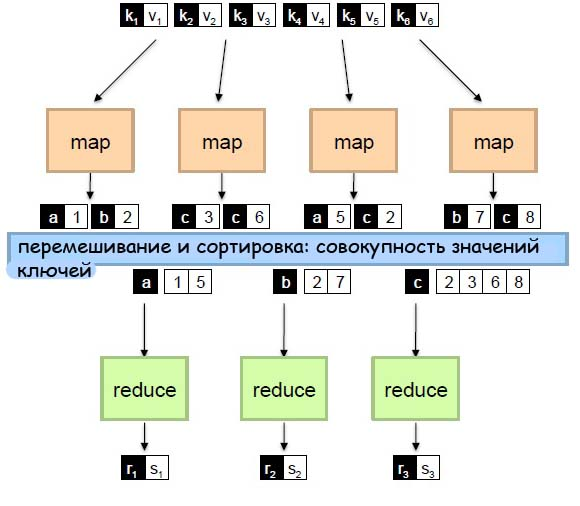 k₁ v₁ k₂ v₂ k₃ v₃ k₄ v₄ k₅ v₅ k₆ v₆
map map map map
a 1 b 2 c 3 c 6 a 5 c 2 b 7 c 8
перемешивание и сортировка: совокупность значений
ключей
a 1 5 b 2 7 c 2 3 6 8
reduce reduce reduce
r₁ s₁ r₂ s₂ r₃ s₃